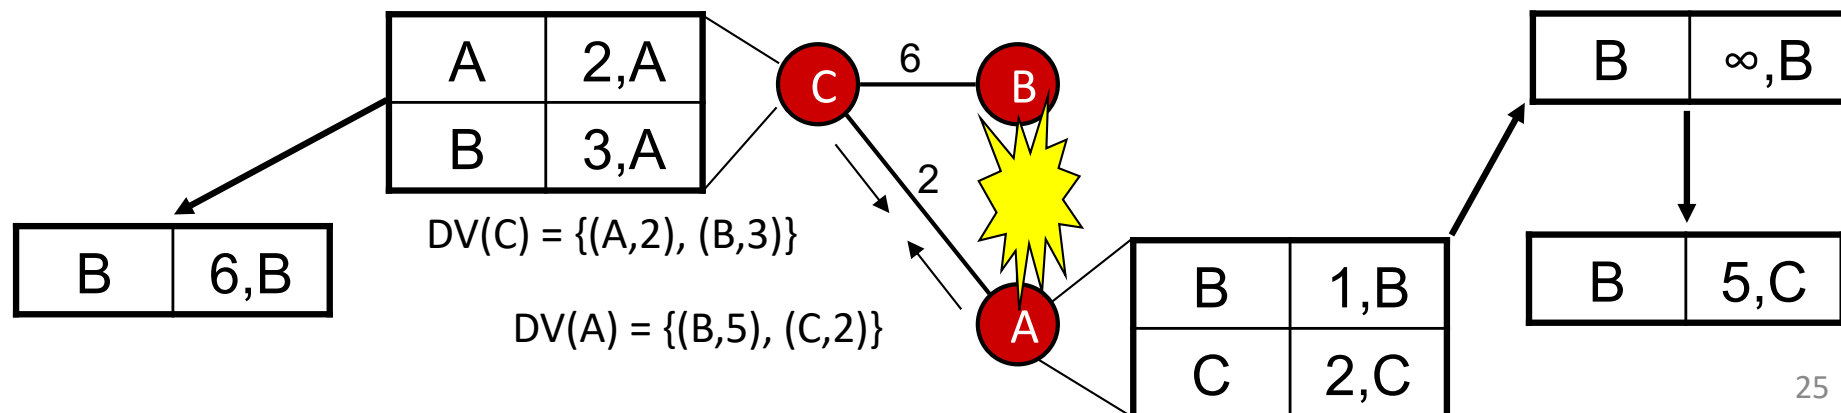 A 2,A
B 3,A
B 6,B
DV(C) = {(A,2), (B,3)}
DV(A) = {(B,5), (C,2)}
C
6
B
2
A
B 1,B
C 2,C
B ∞,B
B 5,C
25